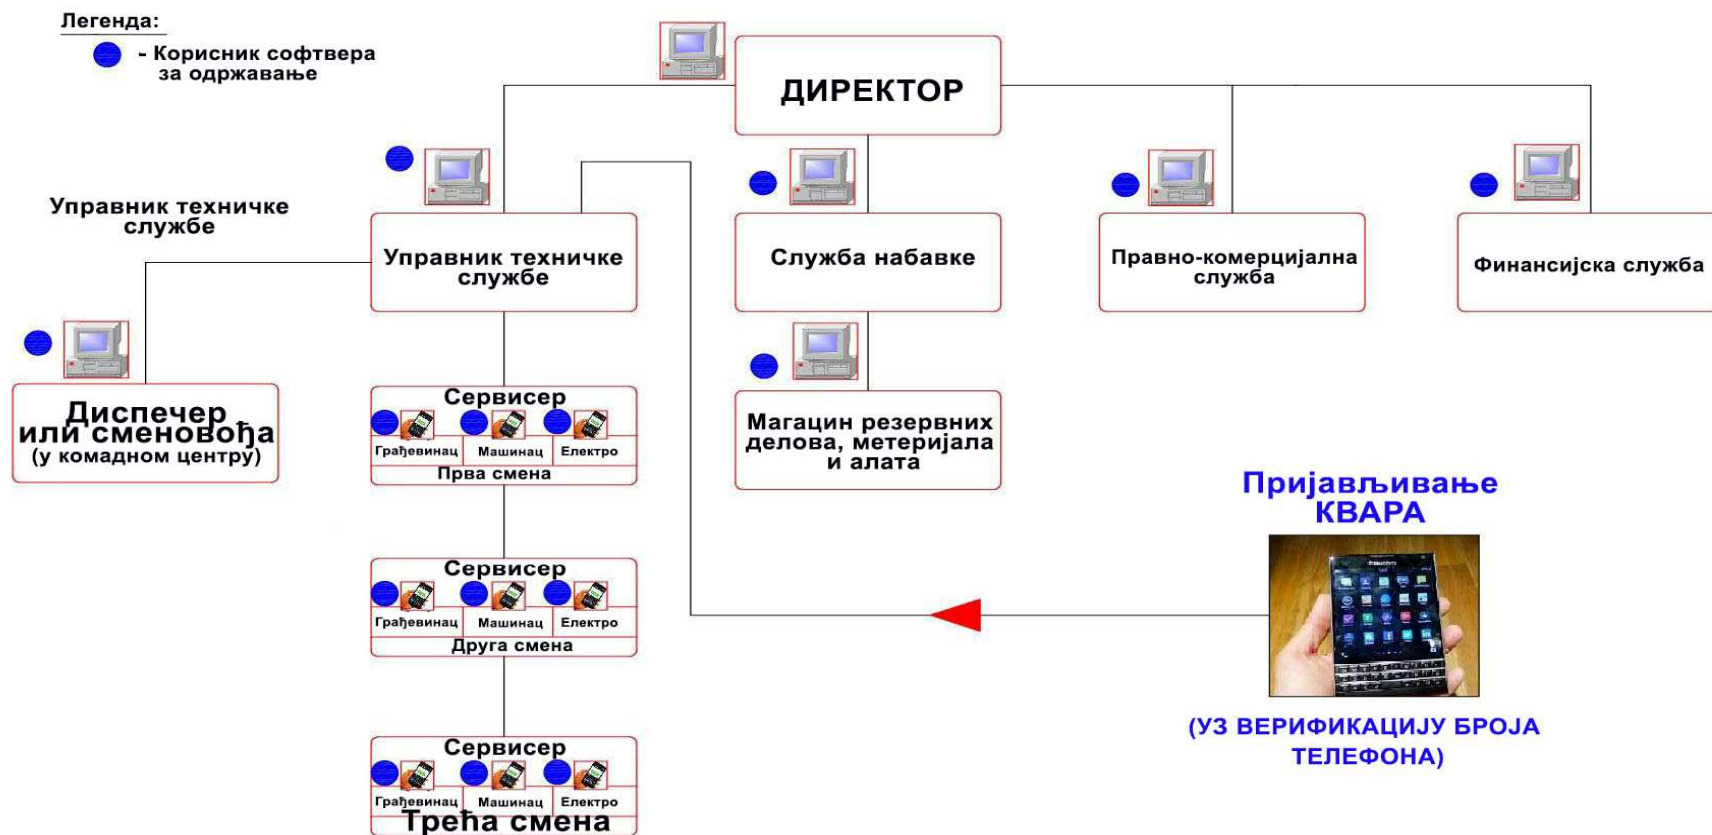 Легенда:
- Корисник софтвера
за одржавање
ДИРЕКТОР
Управник техничке
службе
Управник техничке
службе
Служба набавке
Правно-комерцијална
служба
Финансијска служба
Диспечер
или сменовођа
(у комадном центру)
Сервисер
Грађевинац Машинац Електро
Прва смена
Магацин резервних
делова, метеријала
и алата
Пријављивање
КВАРА
Сервисер
Грађевинац Машинац Електро
Друга смена
(УЗ ВЕРИФИКАЦИЈУ БРОЈА
ТЕЛЕФОНА)
Сервисер
Грађевинац Машинац Електро
Трећа смена